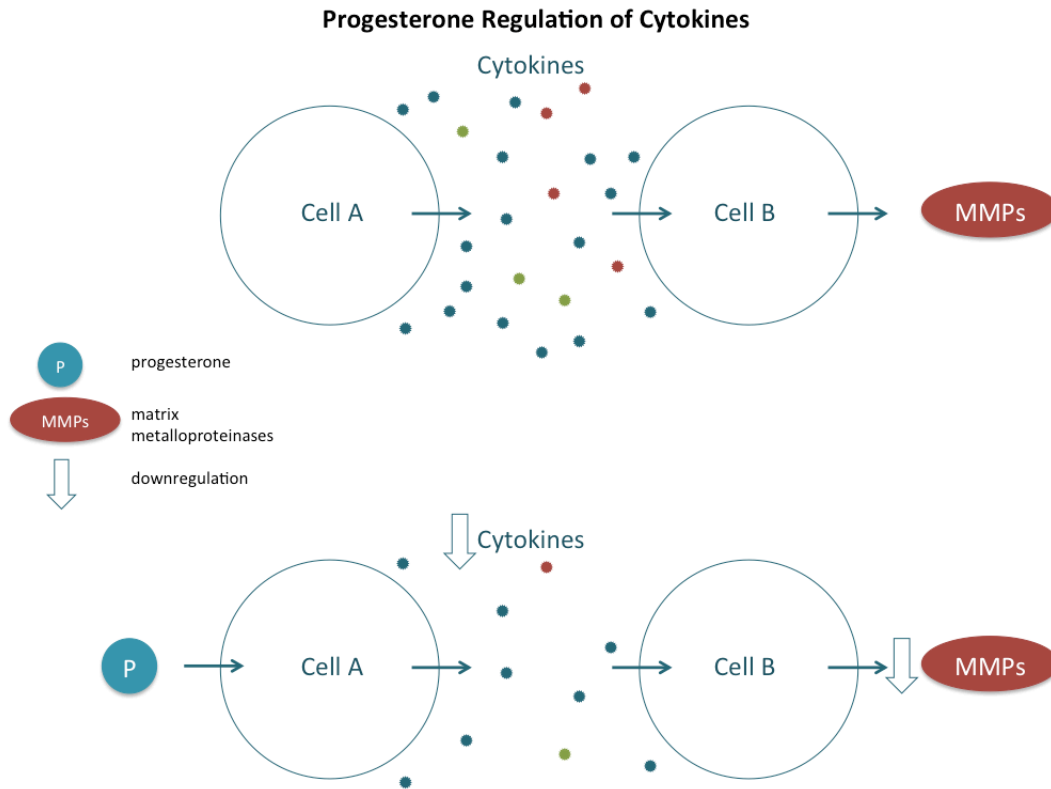 Progesterone Regulation of Cytokines
Cytokines
Cell A
Cell B
MMPs
P
progesterone
MMPs
matrix
metalloproteinases
downregulation
Cytokines
P
Cell A
Cell B
MMPs